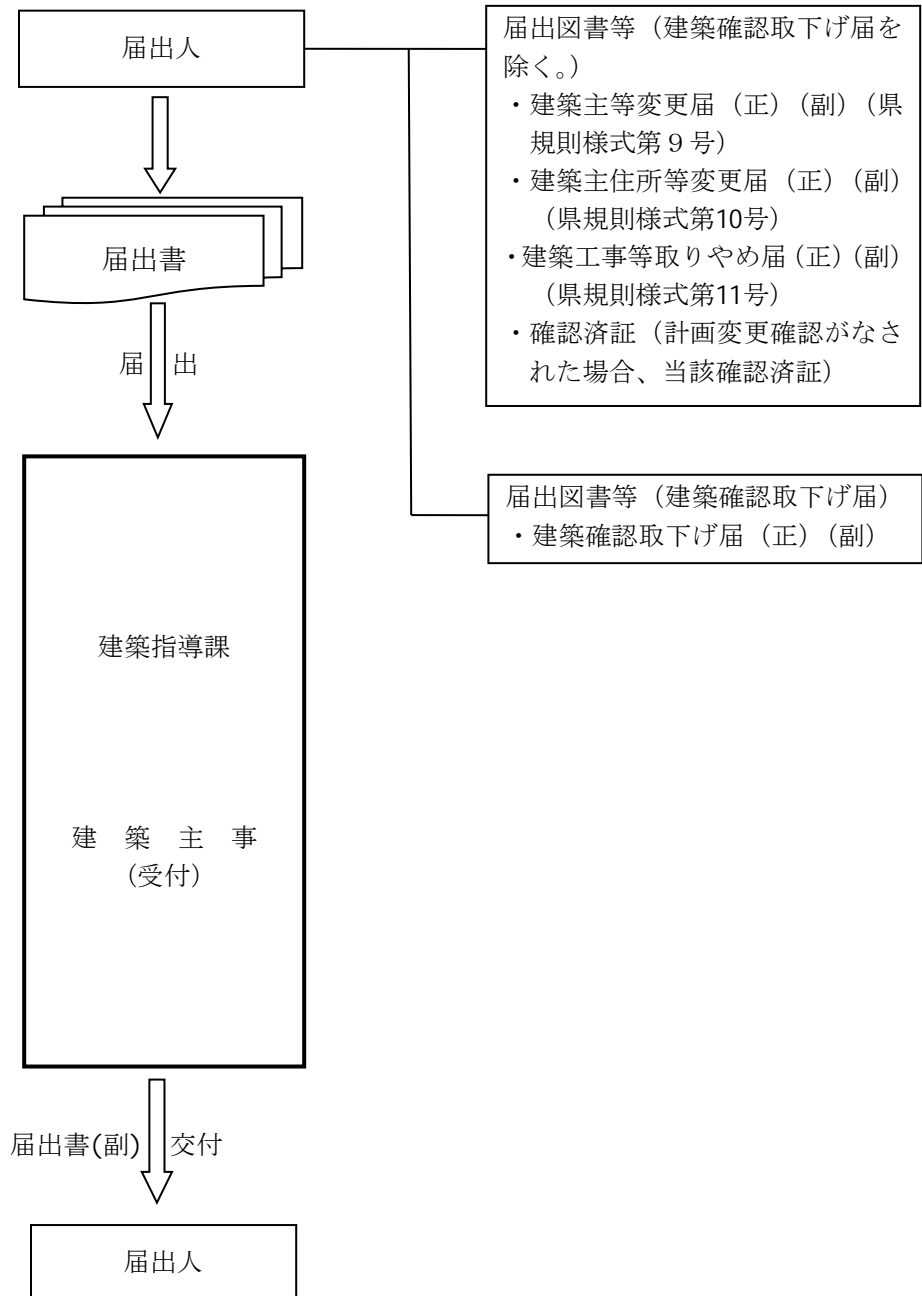 届出人
届出図書等（建築確認取下げ届を
除く。）
・建築主等変更届（正）（副）（県
規則様式第９号）
・建築主住所等変更届（正）（副）
（県規則様式第10号）
・建築工事等取りやめ届（正）（副）
（県規則様式第11号）
・確認済証（計画変更確認がなさ
れた場合、当該確認済証）
届出書
届 出
届出図書等（建築確認取下げ届）
・建築確認取下げ届（正）（副）
建築指導課
建　築　主　事
（受付）
届出書(副) 交付
届出人